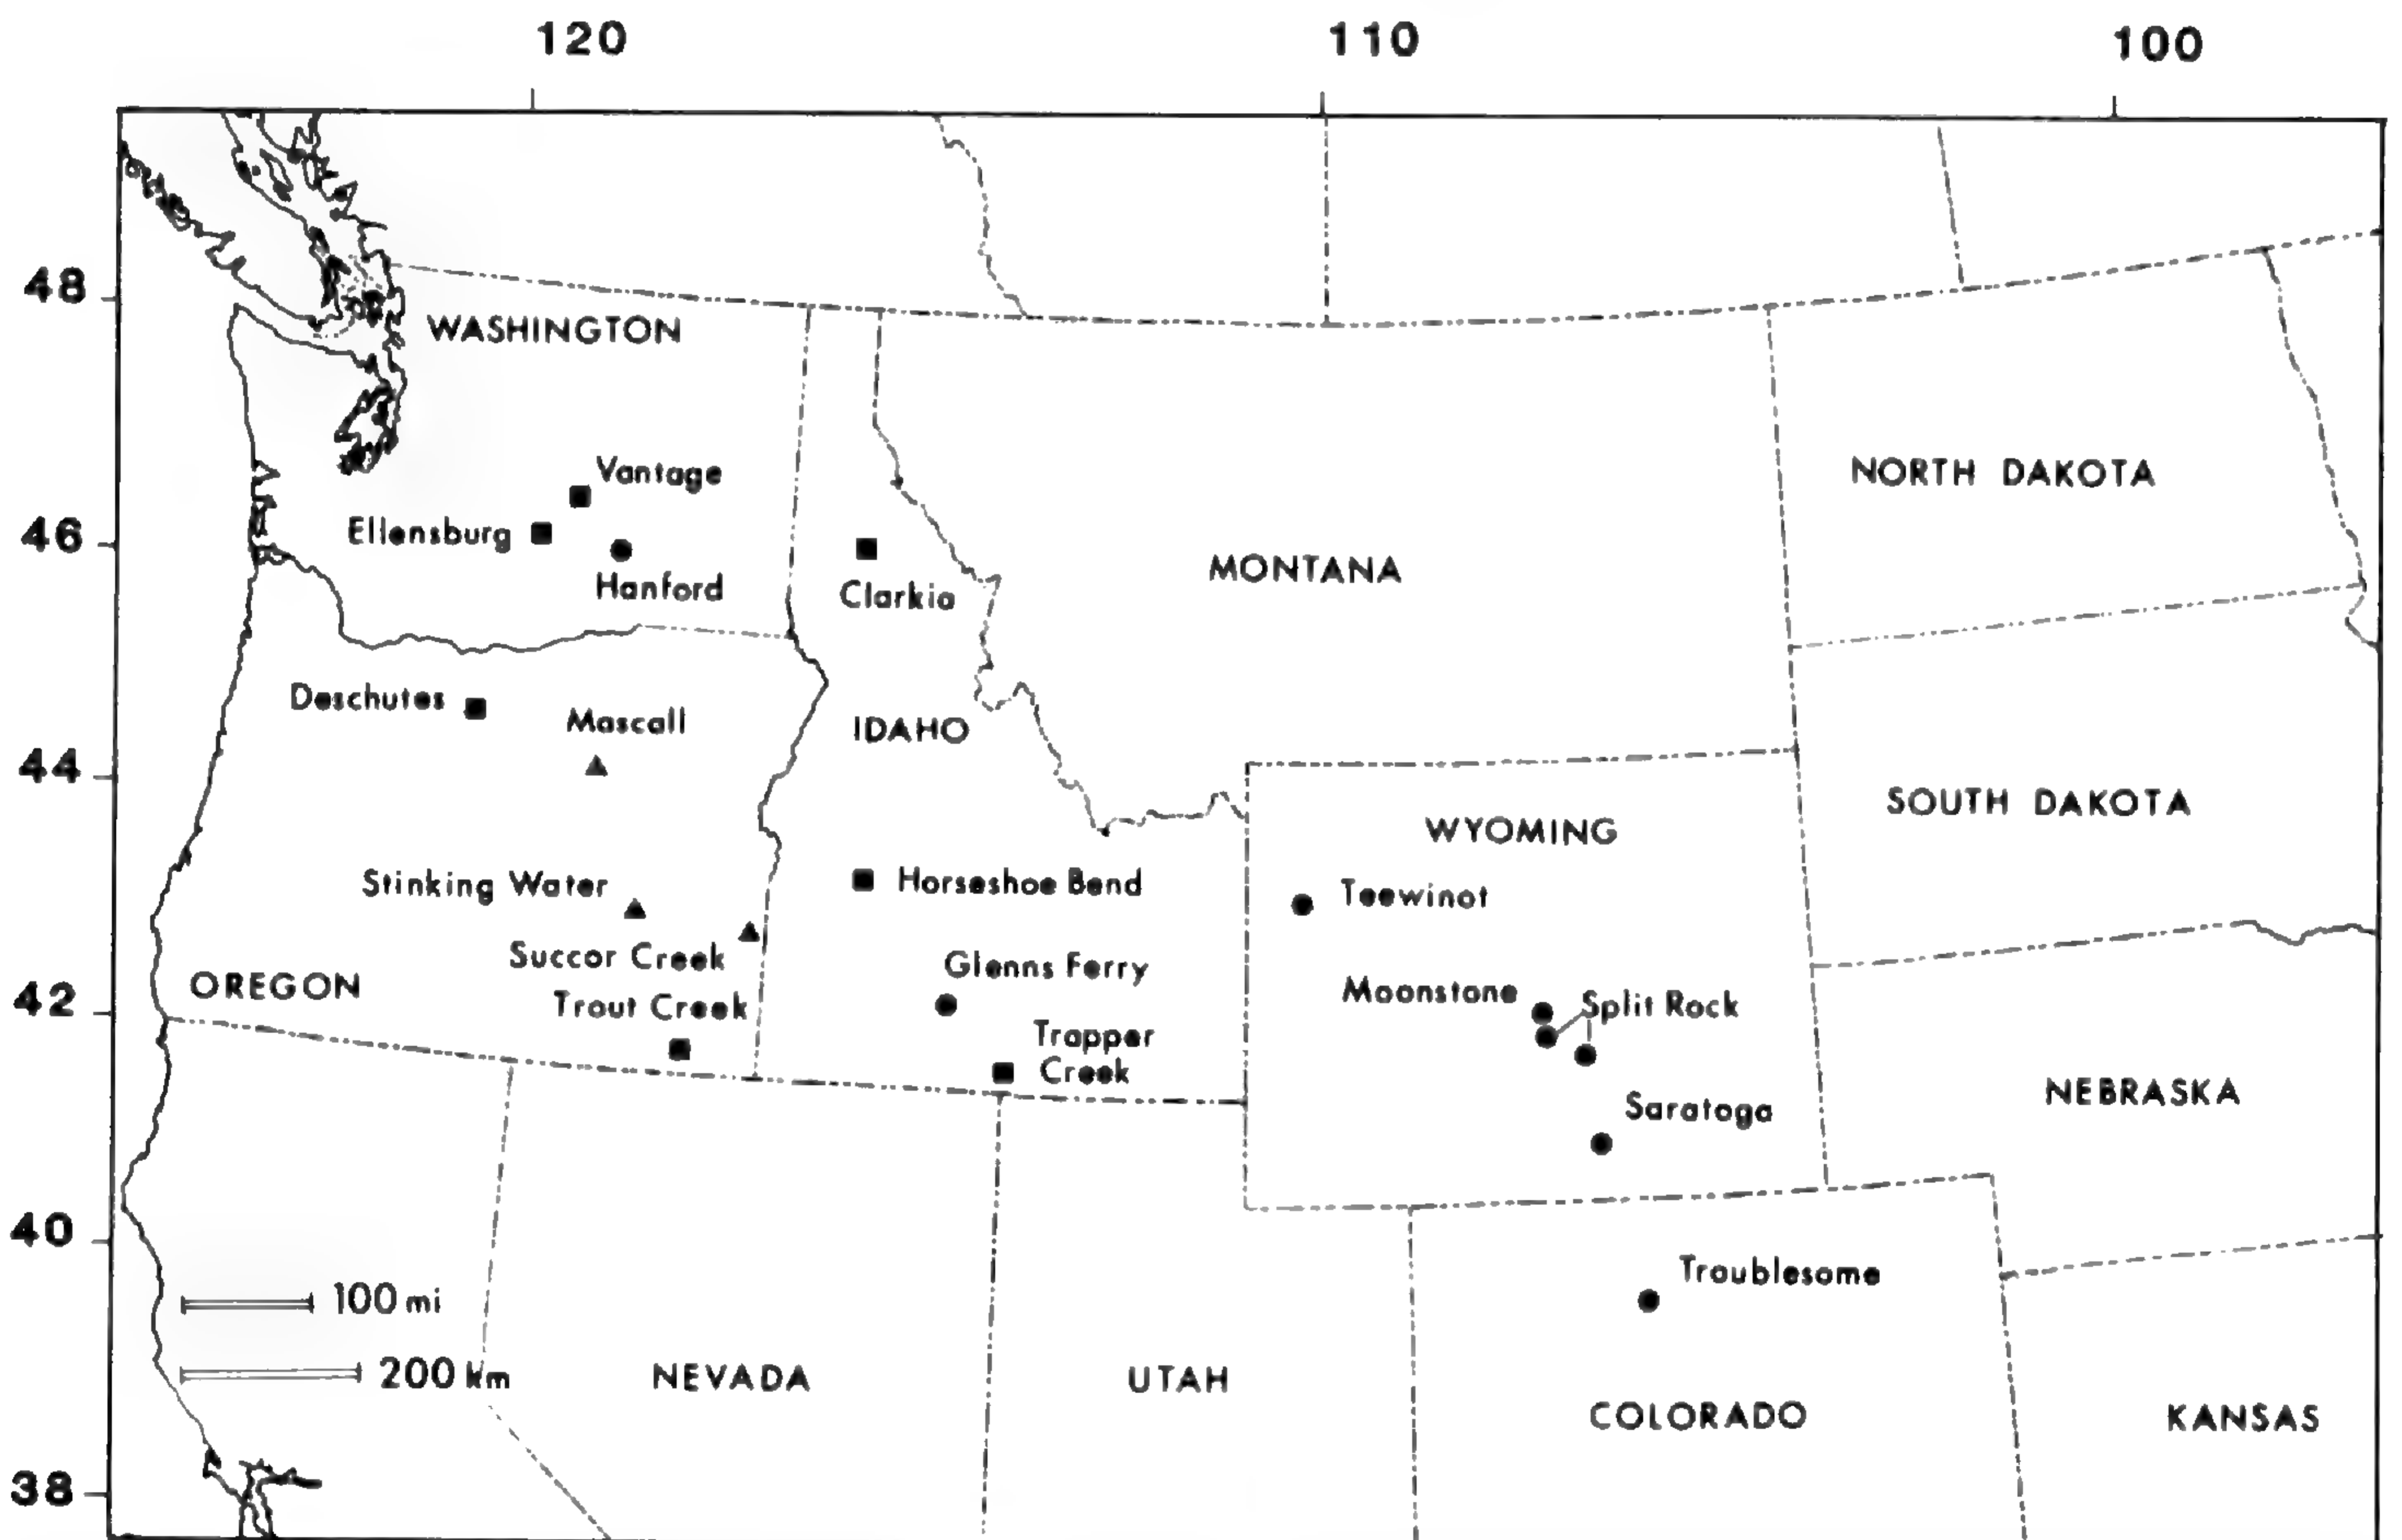 120
110
100
48
WASHINGTON
Vantage
NORTH DAKOTA
46
Ellensburg
MONTANA
Hanford
Clarkia
Deschutes
Mascall
IDAHO
44
SOUTH DAKOTA
WYOMING
Stinking Water
Horseshoe Bend
Teewinot
Succor Creek
Glenns Ferry
OREGON
42
Moonstone
Split Rock
Trout Creek
Trapper
Creek
NEBRASKA
Saratoga
40
Troublesome
100 mi
200 km
NEVADA
UTAH
COLORADO
KANSAS
38